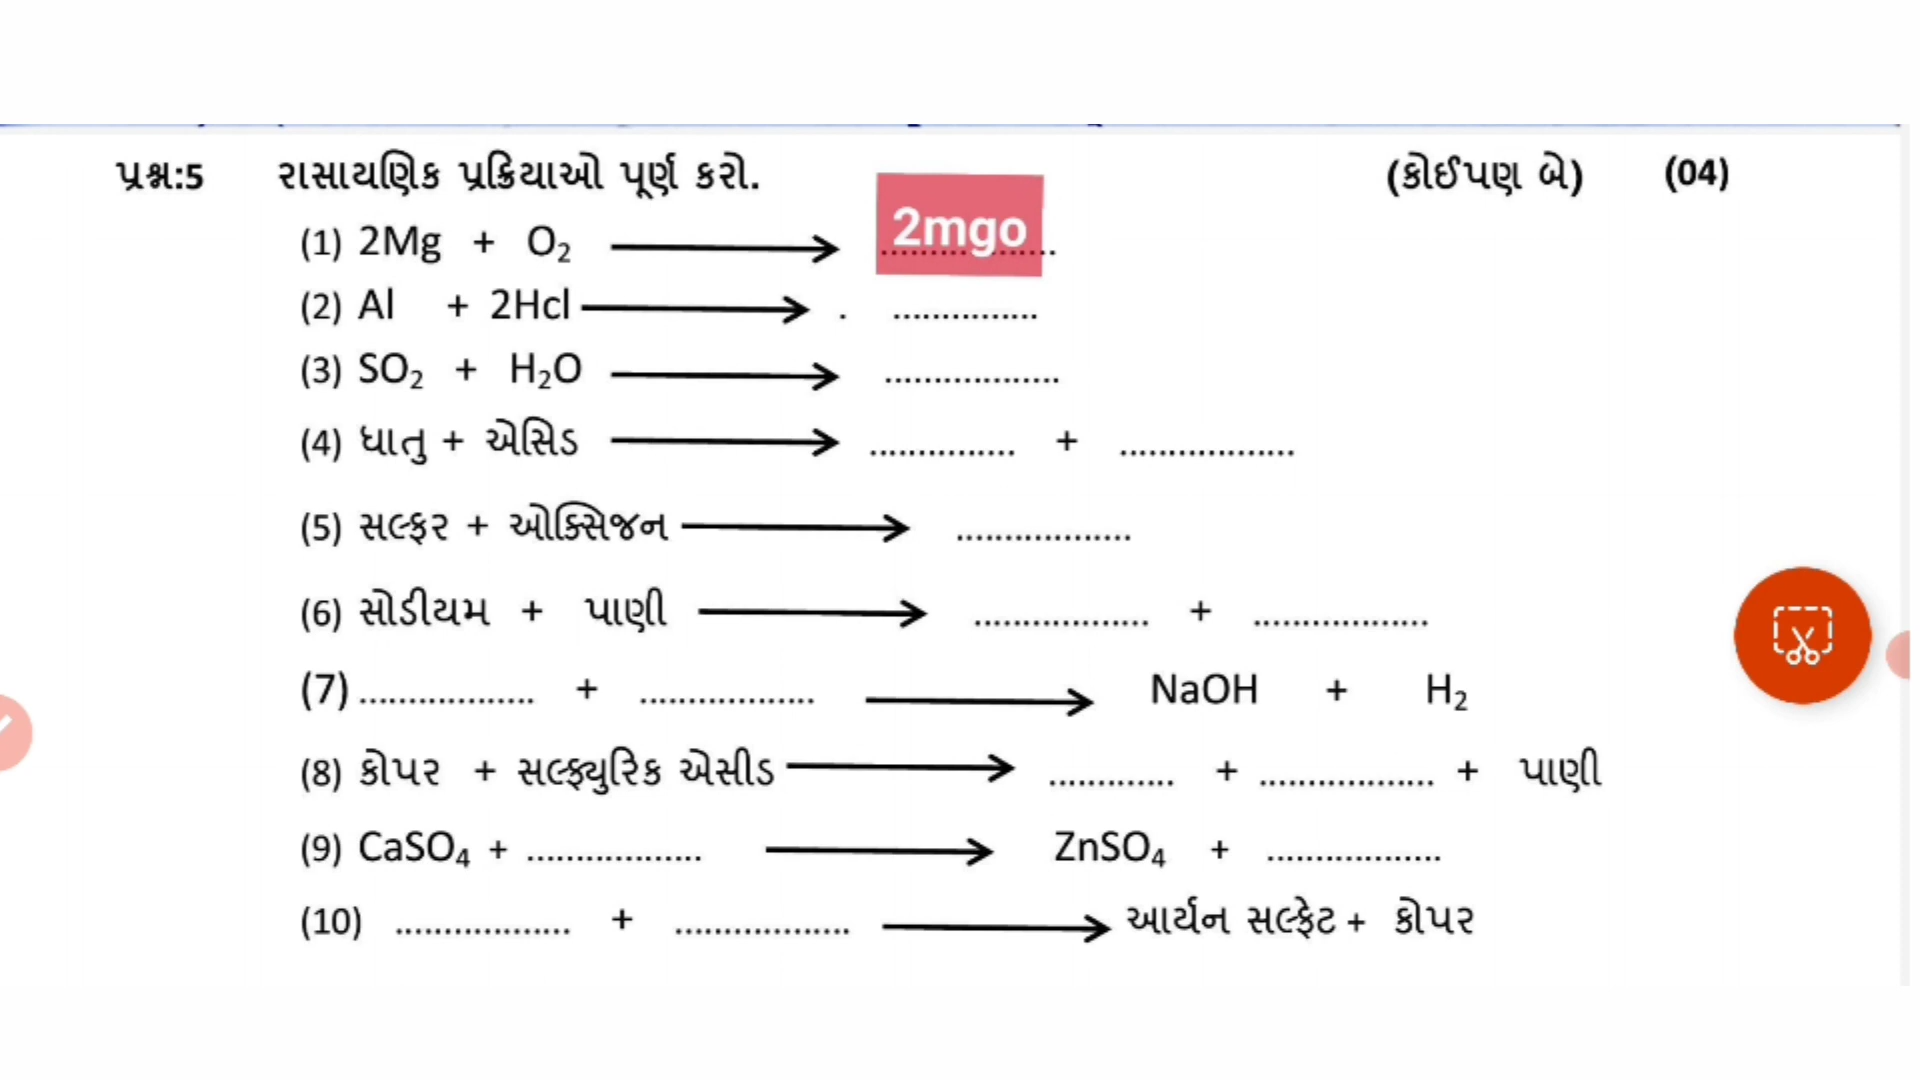 પ્રશ્ન:5 રાસાયણિક પ્રક્રિયાઓ પૂર્ણ કરો. (કોઈપણ બે) (04)
(1) 2Mg + O₂ ⟶ 2mgo
(2) Al + 2Hcl ⟶ . ...............
(3) SO₂ + H₂O ⟶ ..................
(4) ધાતુ + એસિડ ⟶ ............... + ..................
(5) સલ્ફર + ઓક્સિજન ⟶ ..................
(6) સોડીયમ + પાણી ⟶ .................. + ..................
(7) .................. + .................. ⟶ NaOH + H₂
(8) કોપર + સલ્ફ્યુરિક એસીડ ⟶ ............. + .................. + પાણી
(9) CaSO₄ + .................. ⟶ ZnSO₄ + ..................
(10) .................. + .................. ⟶ આર્યન સલ્ફેટ + કોપર